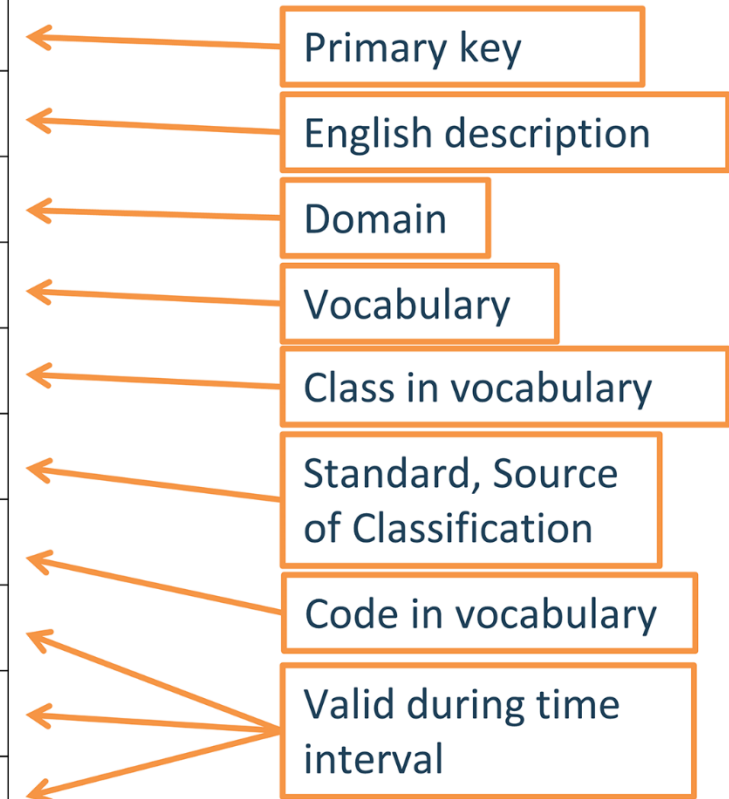 Primary key
English description
Domain
Vocabulary
Class in vocabulary
Standard, Source
of Classification
Code in vocabulary
Valid during time
interval